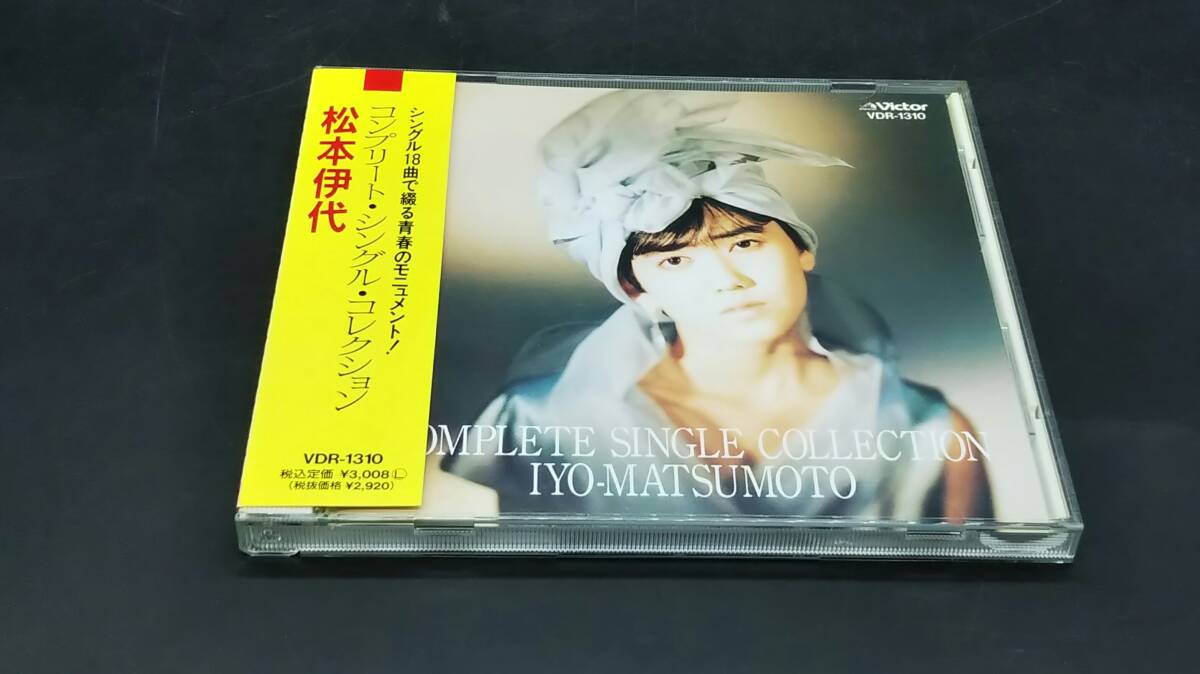 松本伊代
コンプリート・シングル・コレクション
シングル18曲で綴る青春のモニュメント!
VDR-1310
税込定価 ¥3,008Ⓛ
(税抜価格 ¥2,920)
Victor
VDR-1310
OMPLETE SINGLE COLLECTION
IYO-MATSUMOTO